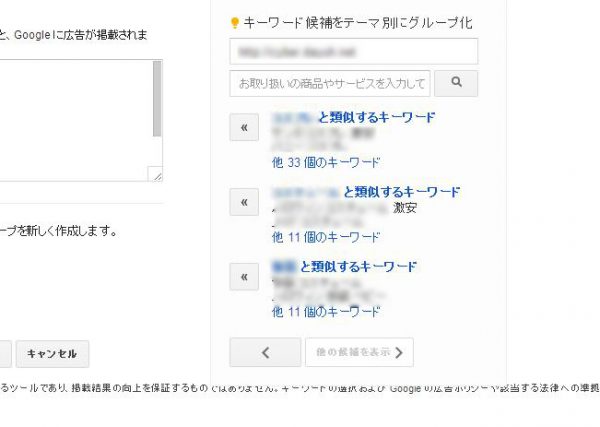 と、Google に広告が掲載されま
キーワード候補をテーマ別にグループ化
お取り扱いの商品やサービスを入力して
«
と類似するキーワード
他 33 個のキーワード
«
と類似するキーワード
激安
他 11 個のキーワード
ープを新しく作成します。
«
と類似するキーワード
他 11 個のキーワード
キャンセル
他の候補を表示
るツールであり、掲載結果の向上を保証するものではありません。キーワードの選択および Google の広告ポリシーや該当する法律への準拠